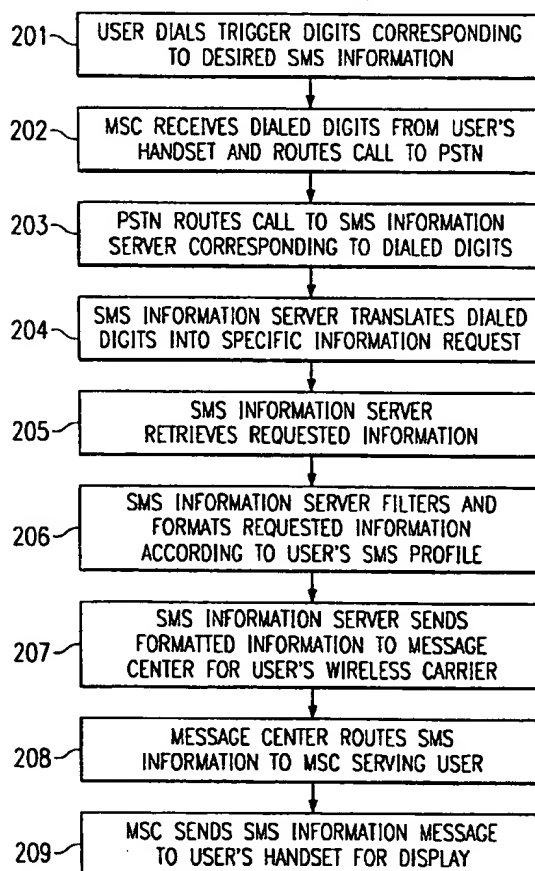 201
USER DIALS TRIGGER DIGITS CORRESPONDING
TO DESIRED SMS INFORMATION
202
MSC RECEIVES DIALED DIGITS FROM USER'S
HANDSET AND ROUTES CALL TO PSTN
203
PSTN ROUTES CALL TO SMS INFORMATION
SERVER CORRESPONDING TO DIALED DIGITS
204
SMS INFORMATION SERVER TRANSLATES DIALED
DIGITS INTO SPECIFIC INFORMATION REQUEST
205
SMS INFORMATION SERVER
RETRIEVES REQUESTED INFORMATION
206
SMS INFORMATION SERVER FILTERS AND
FORMATS REQUESTED INFORMATION
ACCORDING TO USER'S SMS PROFILE
207
SMS INFORMATION SERVER SENDS
FORMATTED INFORMATION TO MESSAGE
CENTER FOR USER'S WIRELESS CARRIER
208
MESSAGE CENTER ROUTES SMS
INFORMATION TO MSC SERVING USER
209
MSC SENDS SMS INFORMATION MESSAGE
TO USER'S HANDSET FOR DISPLAY